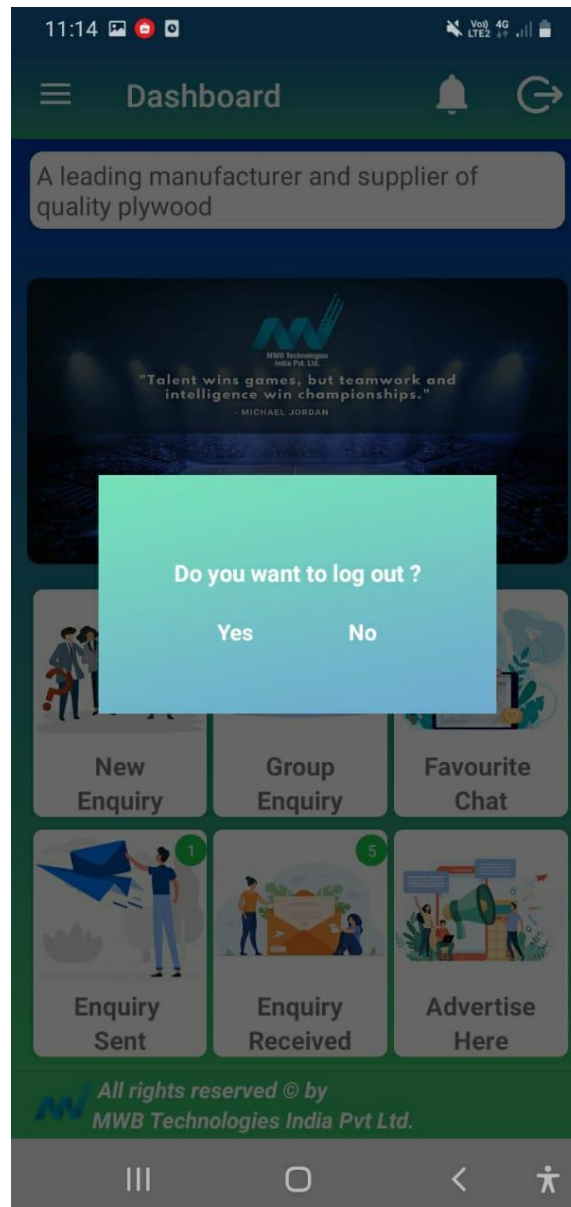 11:14
Vo)) 4G
LTE2
Dashboard
A leading manufacturer and supplier of
quality plywood
MWB Technologies
India Pvt. Ltd.
"Talent wins games, but teamwork and
intelligence win championships."
- MICHAEL JORDAN
Do you want to log out ?
Yes No
New
Enquiry
Group
Enquiry
Favourite
Chat
1
5
Enquiry
Sent
Enquiry
Received
Advertise
Here
All rights reserved © by
MWB Technologies India Pvt Ltd.